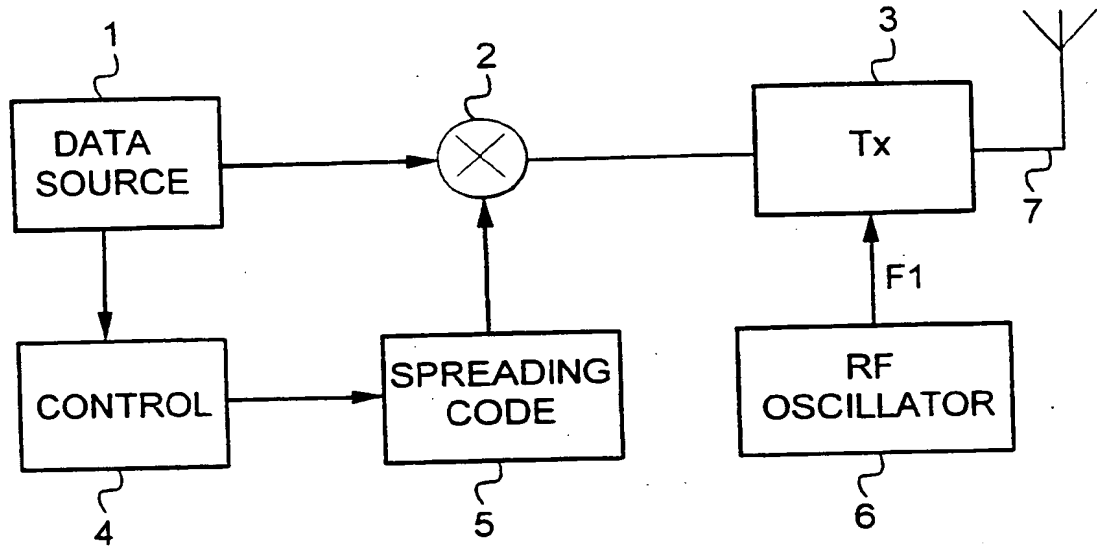 1
2
3
DATA
SOURCE
Tx
7
F1
CONTROL
SPREADING
CODE
RF
OSCILLATOR
4
5
6